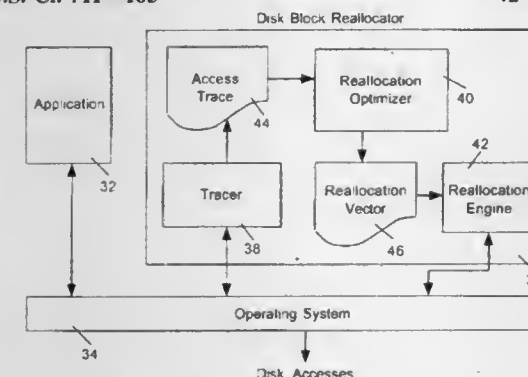 Disk Block Reallocator
Application
32
Access
Trace
44
Reallocation
Optimizer
40
42
Tracer
38
Reallocation
Vector
46
Reallocation
Engine
Operating System
34
Disk Accesses